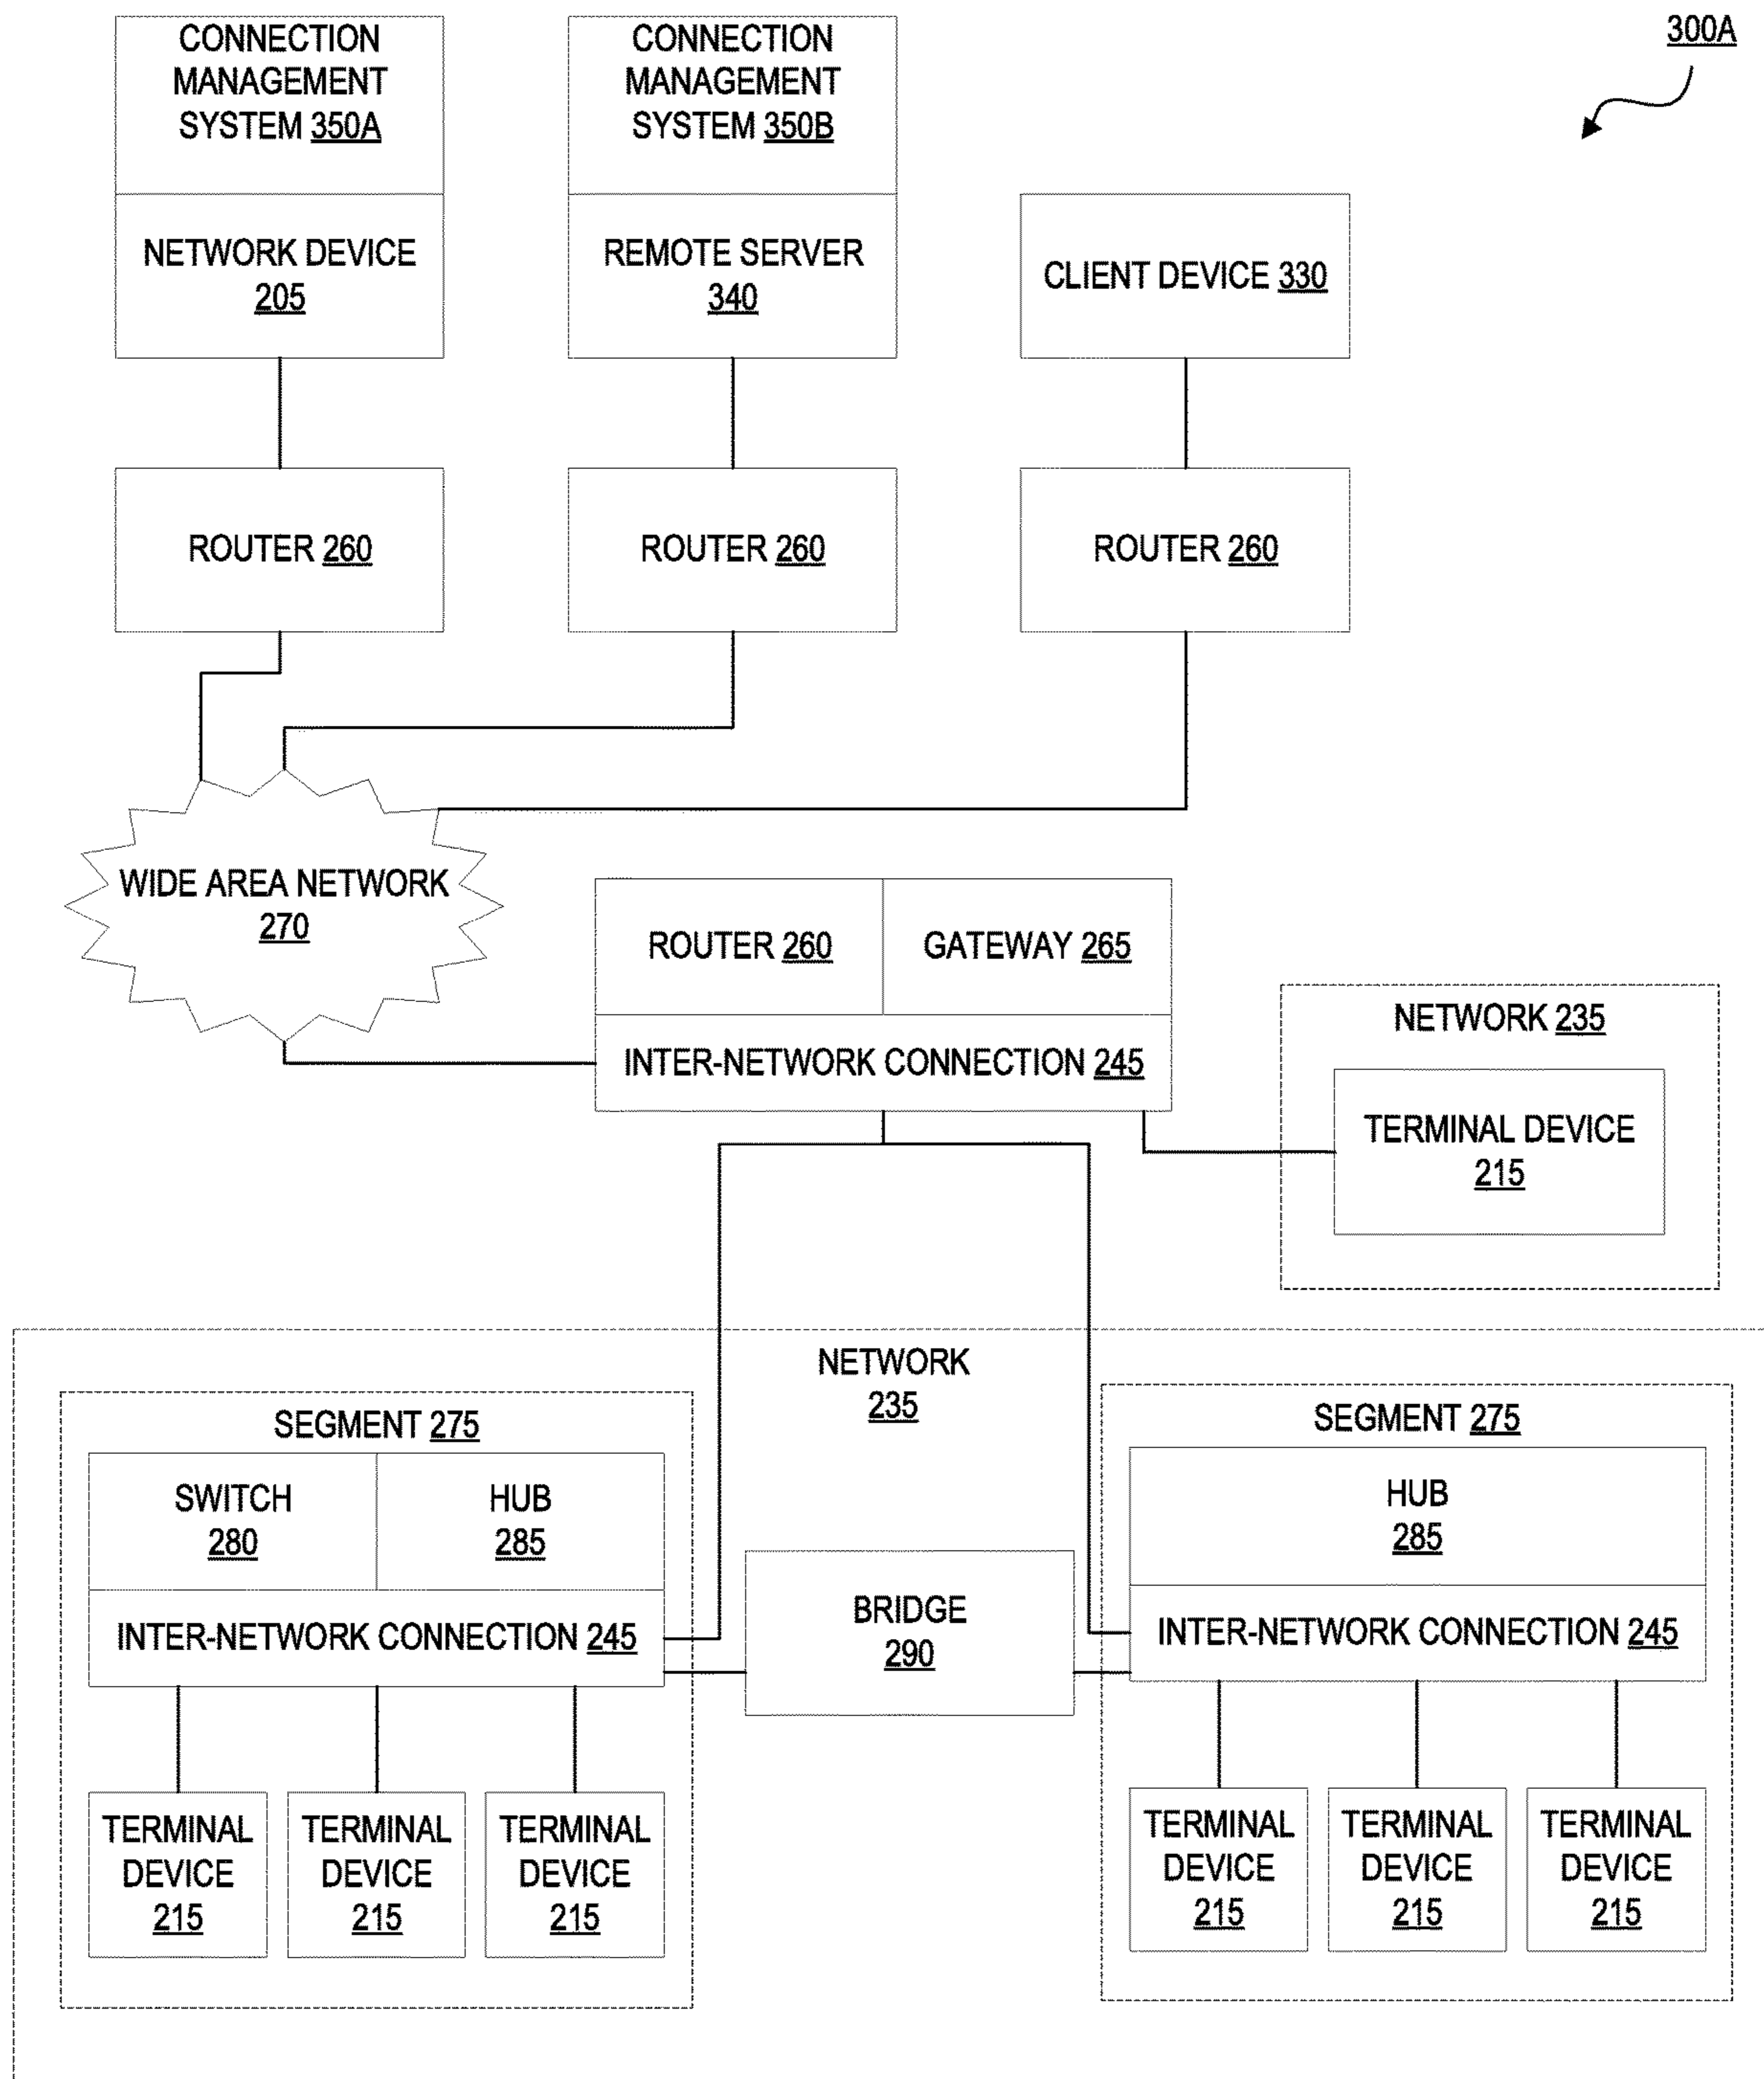 300A
CONNECTION
MANAGEMENT
SYSTEM 350A
NETWORK DEVICE
205
CONNECTION
MANAGEMENT
SYSTEM 350B
REMOTE SERVER
340
CLIENT DEVICE 330
ROUTER 260
ROUTER 260
ROUTER 260
WIDE AREA NETWORK
270
ROUTER 260
GATEWAY 265
INTER-NETWORK CONNECTION 245
NETWORK 235
TERMINAL DEVICE
215
NETWORK
235
SEGMENT 275
SWITCH
280
HUB
285
INTER-NETWORK CONNECTION 245
TERMINAL
DEVICE
215
TERMINAL
DEVICE
215
TERMINAL
DEVICE
215
BRIDGE
290
SEGMENT 275
HUB
285
INTER-NETWORK CONNECTION 245
TERMINAL
DEVICE
215
TERMINAL
DEVICE
215
TERMINAL
DEVICE
215